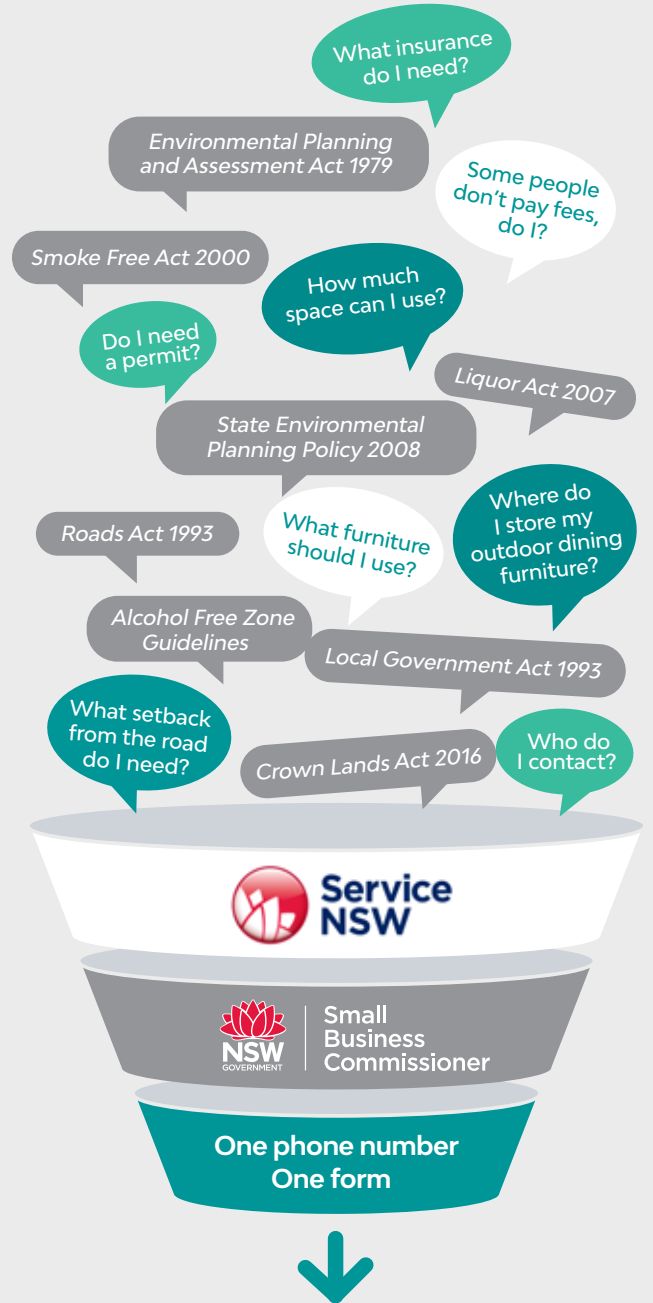 What insurance
do I need?
Environmental Planning
and Assessment Act 1979
Some people
don't pay fees,
do I?
Smoke Free Act 2000
How much
space can I use?
Do I need
a permit?
Liquor Act 2007
State Environmental
Planning Policy 2008
Where do
I store my
outdoor dining
furniture?
What furniture
should I use?
Roads Act 1993
Alcohol Free Zone
Guidelines
Local Government Act 1993
What setback
from the road
do I need?
Crown Lands Act 2016
Who do
I contact?
Service
NSW
NSW
GOVERNMENT
Small
Business
Commissioner
One phone number
One form